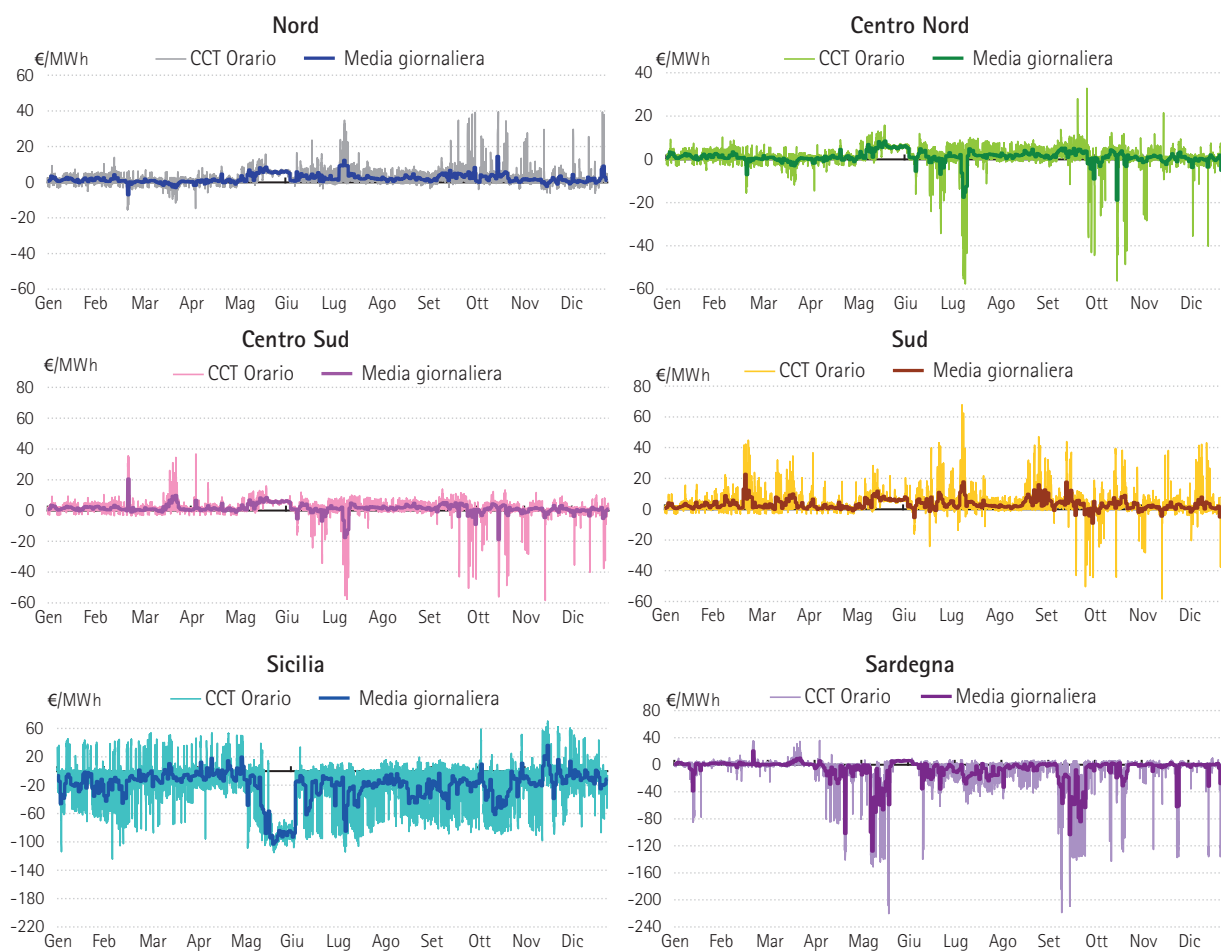 Nord
€/MWh CCT Orario Media giornaliera
60
40
20
0
-20
-40
-60
Gen Feb Mar Apr Mag Giu Lug Ago Set Ott Nov Dic
Centro Nord
€/MWh CCT Orario Media giornaliera
40
20
0
-20
-40
-60
Gen Feb Mar Apr Mag Giu Lug Ago Set Ott Nov Dic
Centro Sud
€/MWh CCT Orario Media giornaliera
80
60
40
20
0
-20
-40
-60
Gen Feb Mar Apr Mag Giu Lug Ago Set Ott Nov Dic
Sud
€/MWh CCT Orario Media giornaliera
80
60
40
20
0
-20
-40
-60
Gen Feb Mar Apr Mag Giu Lug Ago Set Ott Nov Dic
Sicilia
€/MWh CCT Orario Media giornaliera
60
20
-20
-60
-100
-140
-180
-220
Gen Feb Mar Apr Mag Giu Lug Ago Set Ott Nov Dic
Sardegna
€/MWh CCT Orario Media giornaliera
80
40
0
-40
-80
-120
-160
-200
-240
Gen Feb Mar Apr Mag Giu Lug Ago Set Ott Nov Dic